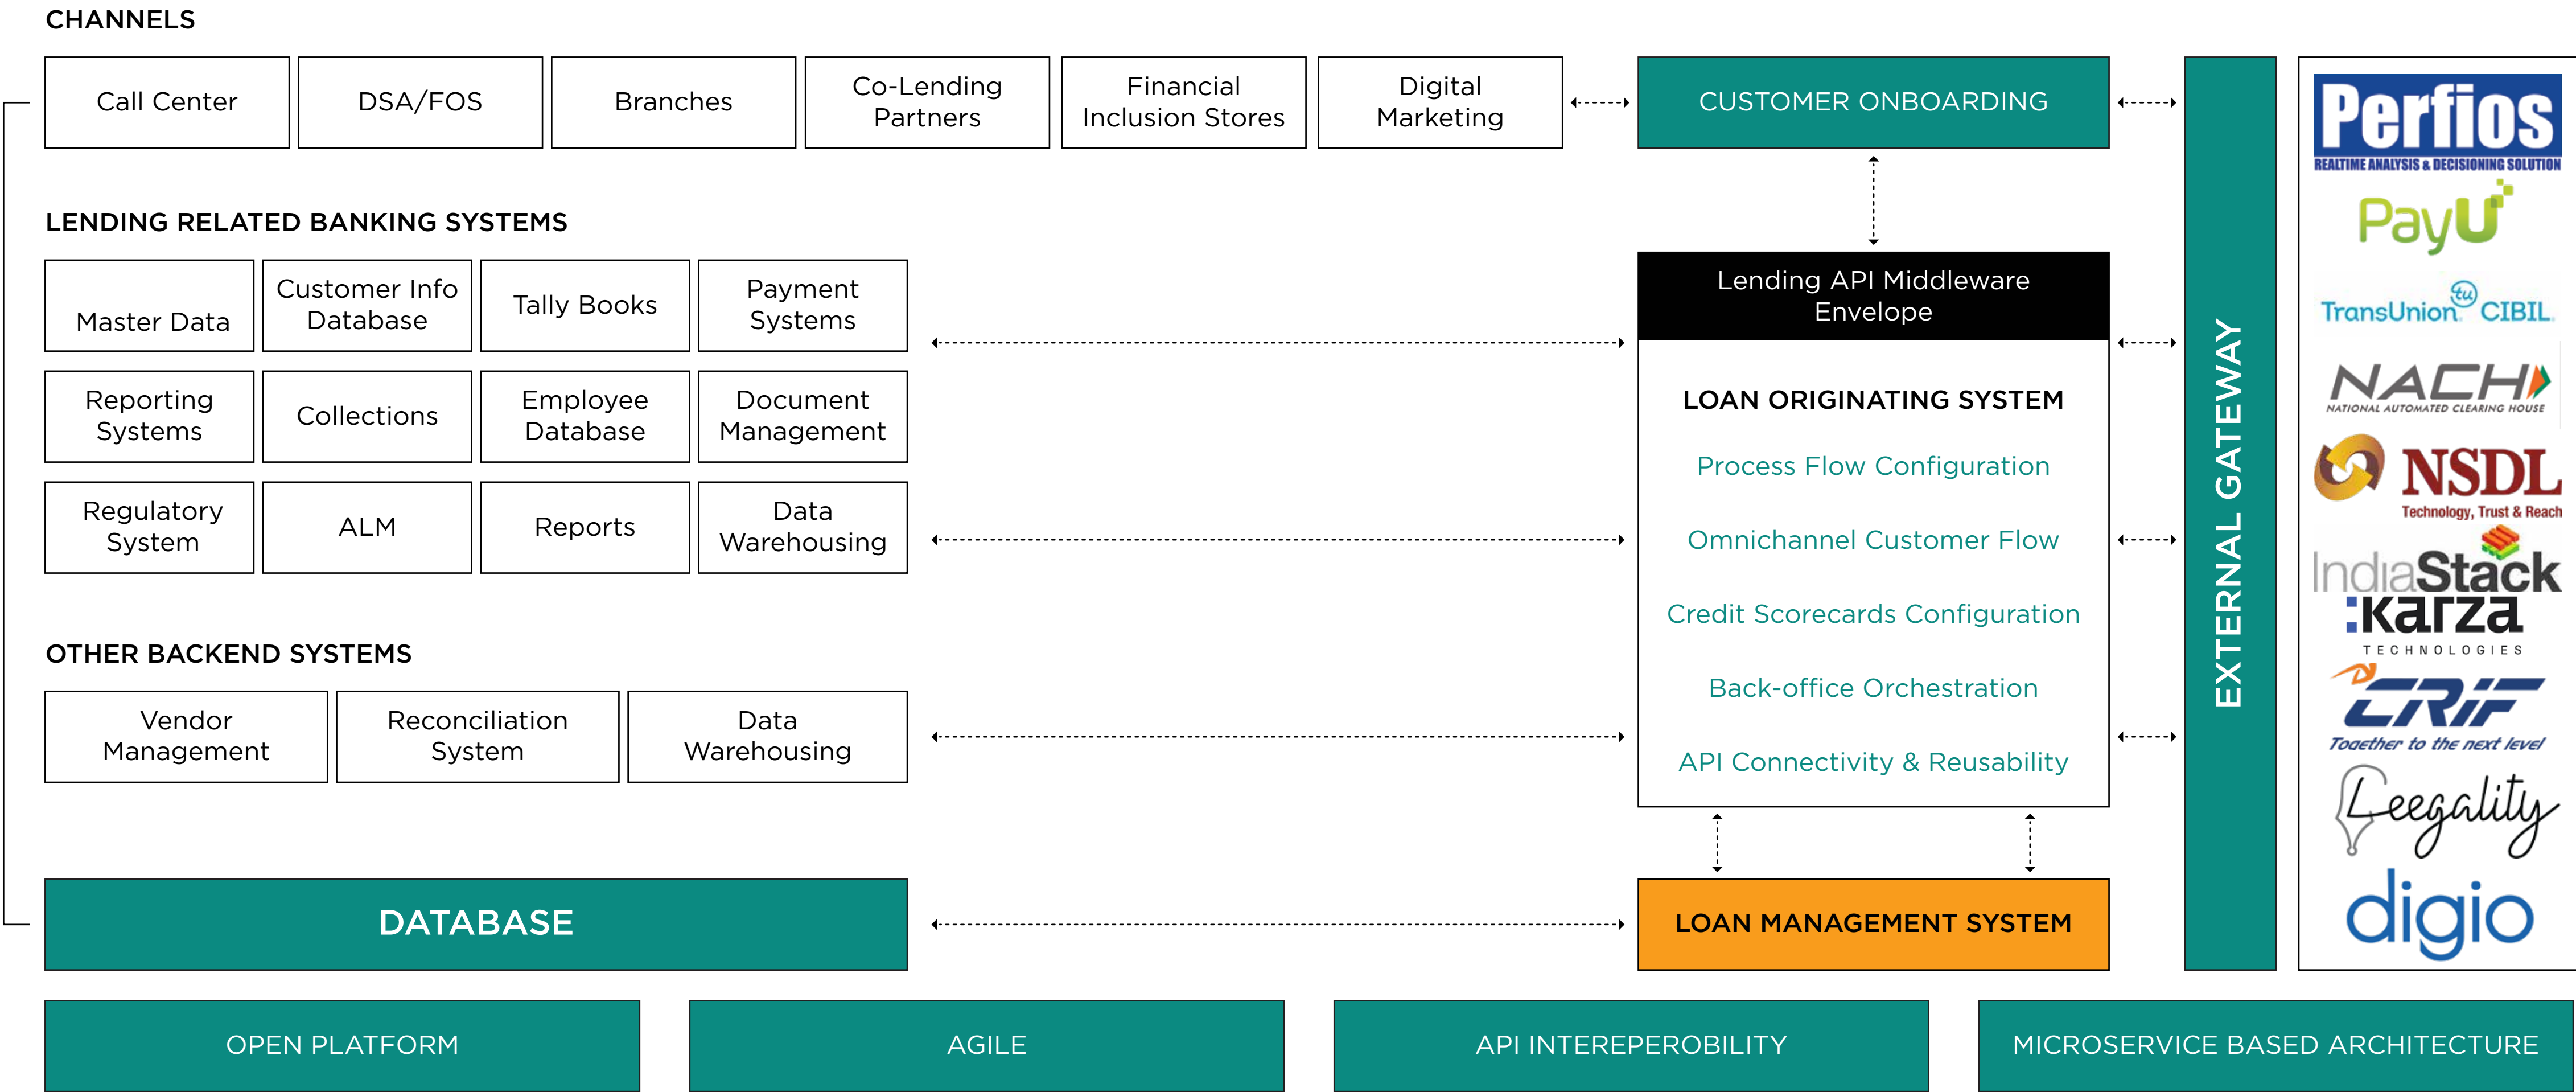 CHANNELS
Call Center
DSA/FOS
Branches
Co-Lending
Partners
Financial
Inclusion Stores
Digital
Marketing
CUSTOMER ONBOARDING
LENDING RELATED BANKING SYSTEMS
Master Data
Customer Info
Database
Tally Books
Payment
Systems
Reporting
Systems
Collections
Employee
Database
Document
Management
Regulatory
System
ALM
Reports
Data
Warehousing
OTHER BACKEND SYSTEMS
Vendor
Management
Reconciliation
System
Data
Warehousing
DATABASE
Lending API Middleware
Envelope
LOAN ORIGINATING SYSTEM
Process Flow Configuration
Omnichannel Customer Flow
Credit Scorecards Configuration
Back-office Orchestration
API Connectivity & Reusability
LOAN MANAGEMENT SYSTEM
EXTERNAL GATEWAY
Perfios
REALTIME ANALYSIS & DECISIONING SOLUTION
PayU
TransUnion tu CIBIL
NACH
NATIONAL AUTOMATED CLEARING HOUSE
NSDL
Technology, Trust & Reach
IndiaStack
:karza
TECHNOLOGIES
CRIF
Together to the next level
Leegality
digio
OPEN PLATFORM
AGILE
API INTEREPEROBILITY
MICROSERVICE BASED ARCHITECTURE